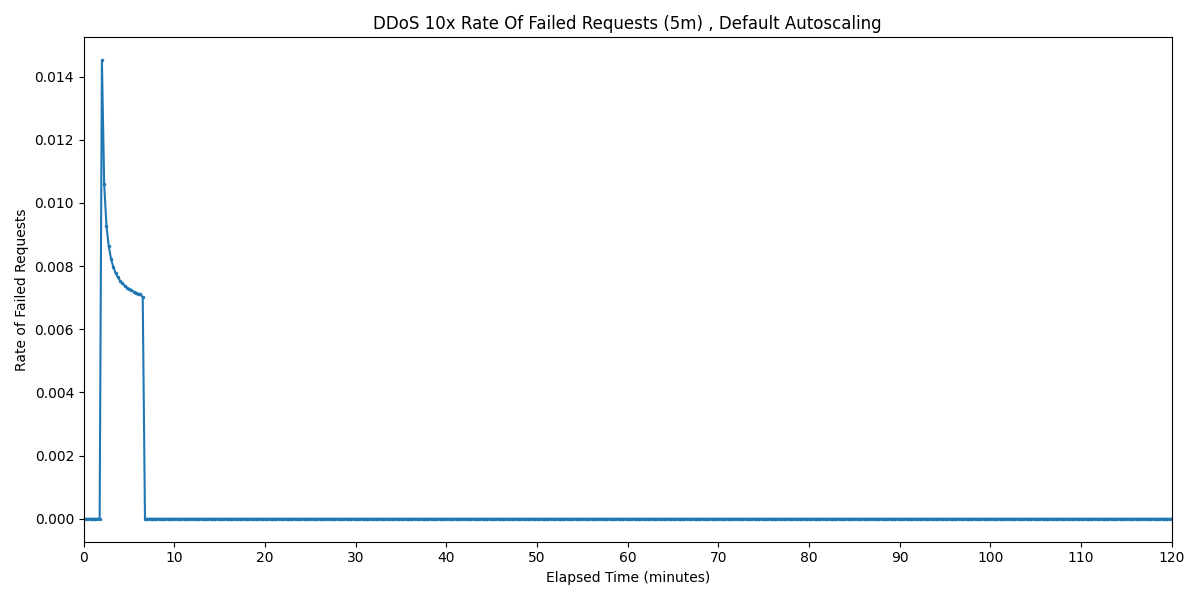 DDoS 10x Rate Of Failed Requests (5m) , Default Autoscaling
0.014
0.012
0.010
0.008
0.006
0.004
0.002
0.000
Rate of Failed Requests
0 10 20 30 40 50 60 70 80 90 100 110 120
Elapsed Time (minutes)